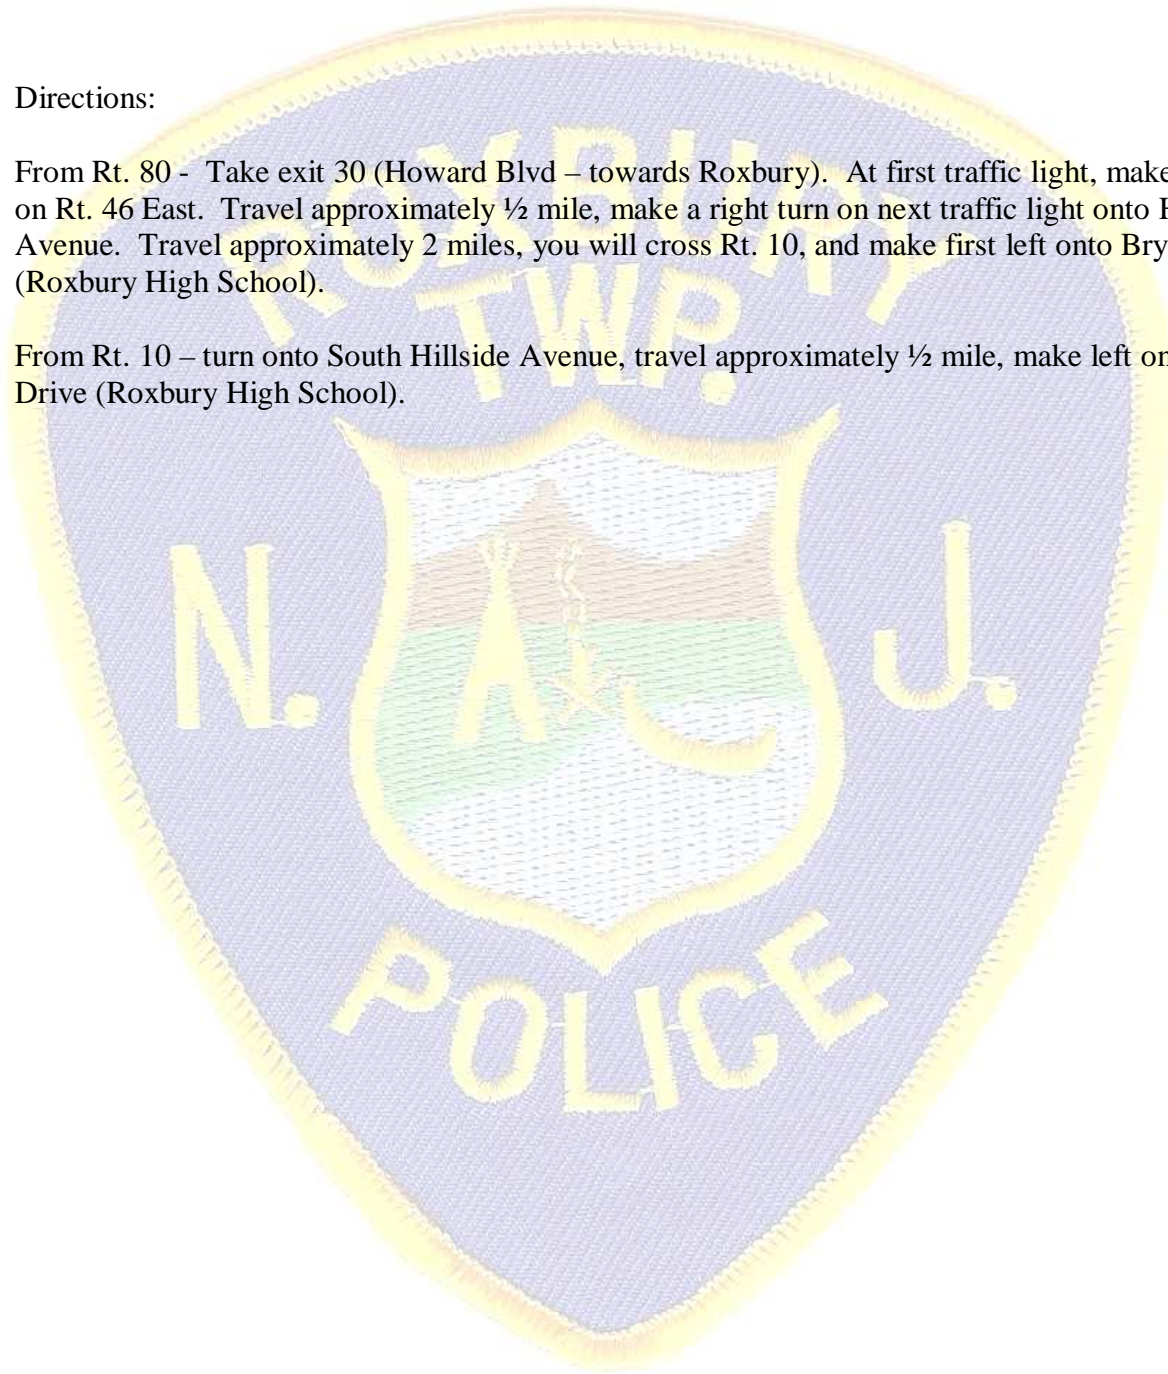 Directions:
From Rt. 80 - Take exit 30 (Howard Blvd – towards Roxbury). At first traffic light, make
on Rt. 46 East. Travel approximately ½ mile, make a right turn on next traffic light onto
Avenue. Travel approximately 2 miles, you will cross Rt. 10, and make first left onto Bry
(Roxbury High School).
From Rt. 10 – turn onto South Hillside Avenue, travel approximately ½ mile, make left on
Drive (Roxbury High School).
ROXBURY
TWP.
N. J.
POLICE